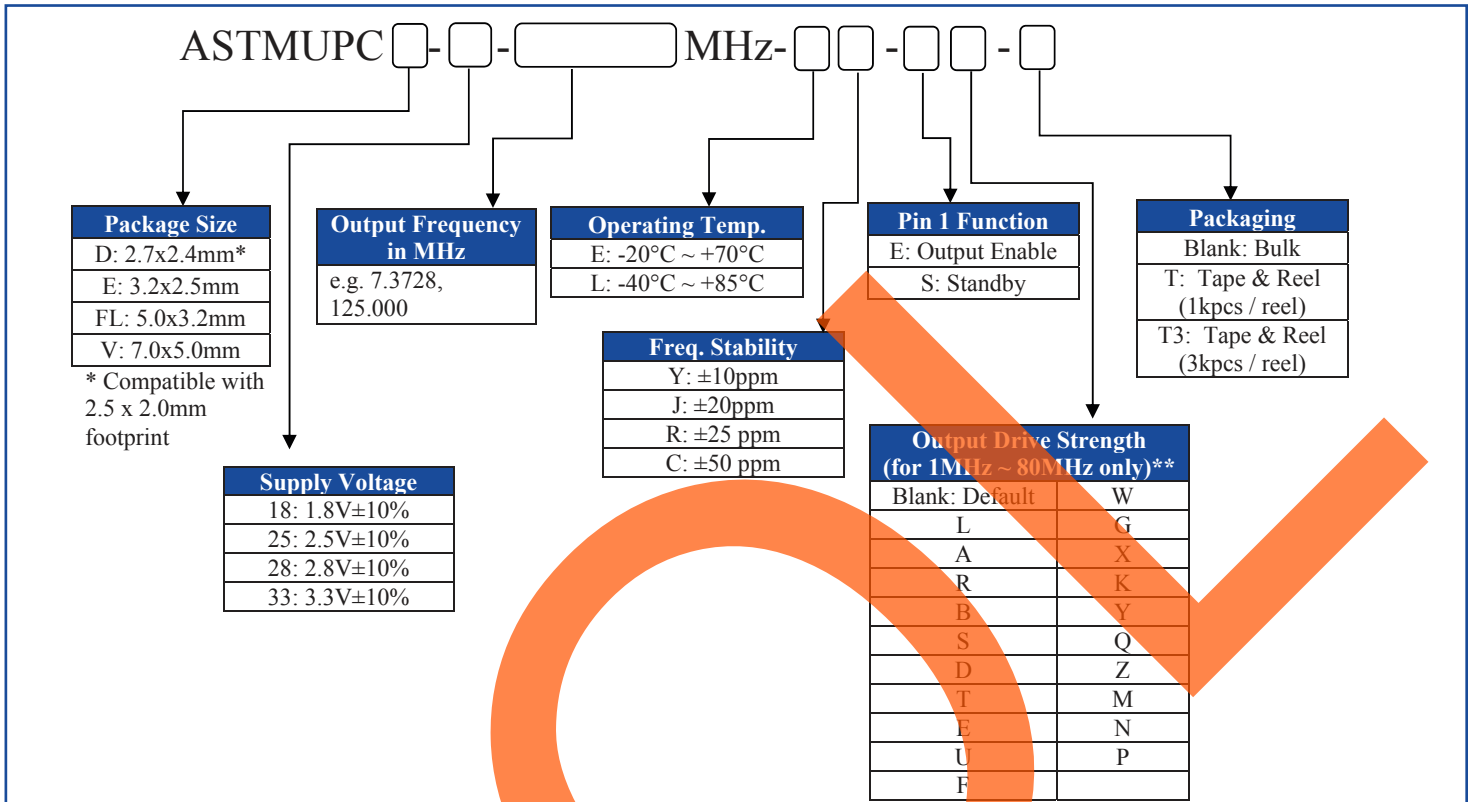 ASTMUPC - - MHz- - -
Package Size
D: 2.7x2.4mm*
E: 3.2x2.5mm
FL: 5.0x3.2mm
V: 7.0x5.0mm
* Compatible with
2.5 x 2.0mm
footprint
Supply Voltage
18: 1.8V±10%
25: 2.5V±10%
28: 2.8V±10%
33: 3.3V±10%
Output Frequency
in MHz
e.g. 7.3728,
125.000
Operating Temp.
E: -20°C ~ +70°C
L: -40°C ~ +85°C
Freq. Stability
Y: ±10ppm
J: ±20ppm
R: ±25 ppm
C: ±50 ppm
Pin 1 Function
E: Output Enable
S: Standby
Output Drive Strength
(for 1MHz ~ 80MHz only)**
Blank: Default W
L G
A X
R K
B Y
S Q
D Z
T M
E N
U P
F
Packaging
Blank: Bulk
T: Tape & Reel
(1kpcs / reel)
T3: Tape & Reel
(3kpcs / reel)